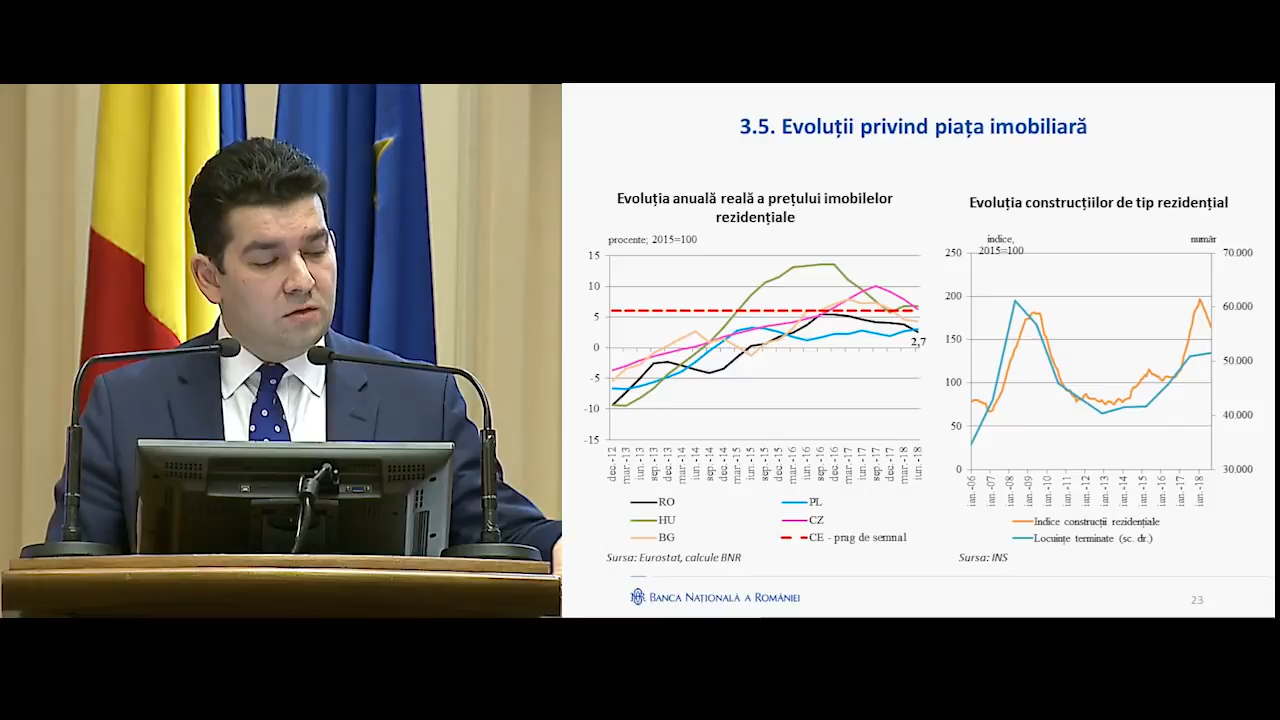 3.5. Evoluții privind piața imobiliară
Evoluția anuală reală a prețului imobilelor
rezidențiale
procente; 2015=100
15
10
5
0
-5
-10
-15
2,7
dec.-12
mar.-13
iun.-13
sep.-13
dec.-13
mar.-14
iun.-14
sep.-14
dec.-14
mar.-15
iun.-15
sep.-15
dec.-15
mar.-16
iun.-16
sep.-16
dec.-16
mar.-17
iun.-17
sep.-17
dec.-17
mar.-18
iun.-18
RO
PL
HU
CZ
BG
CE - prag de semnal
Sursa: Eurostat, calcule BNR
Evoluția construcțiilor de tip rezidențial
indice,
2015=100
număr
250
200
150
100
50
0
70.000
60.000
50.000
40.000
30.000
ian.-06
ian.-07
ian.-08
ian.-09
ian.-10
ian.-11
ian.-12
ian.-13
ian.-14
ian.-15
ian.-16
ian.-17
ian.-18
Indice construcții rezidențiale
Locuințe terminate (sc. dr.)
Sursa: INS
BANCA NAȚIONALĂ A ROMÂNIEI
23